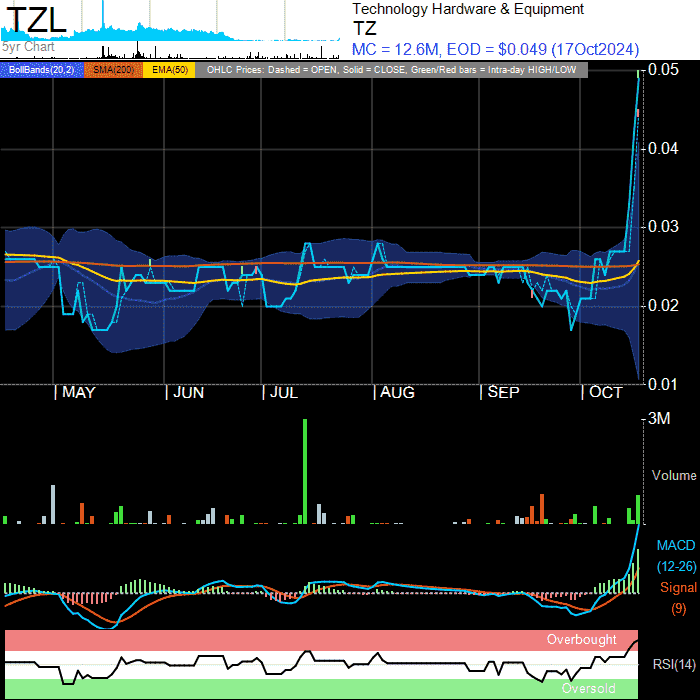 TZL
5yr Chart
Technology Hardware & Equipment
TZ
MC = 12.6M, EOD = $0.049 (17Oct2024)
BollBands(20,2) SMA(200) EMA(50) OHLC Prices: Dashed = OPEN, Solid = CLOSE, Green/Red bars = Intra-day HIGH/LOW
0.05
0.04
0.03
0.02
0.01
MAY JUN JUL AUG SEP OCT
3M
Volume
MACD
(12-26)
Signal
(9)
Overbought
RSI(14)
Oversold